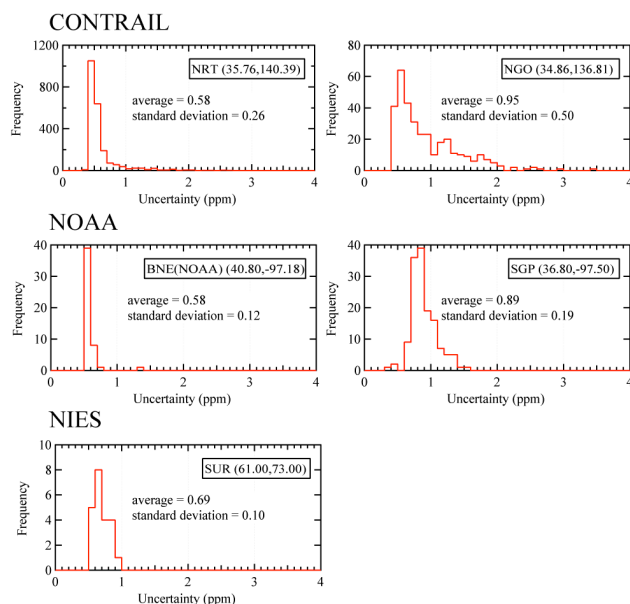 CONTRAIL
1200
800
400
0
Frequency
NRT (35.76,140.39)
average = 0.58
standard deviation = 0.26
0 1 2 3 4
Uncertainty (ppm)
80
60
40
20
0
Frequency
NGO (34.86,136.81)
average = 0.95
standard deviation = 0.50
0 1 2 3 4
Uncertainty (ppm)
NOAA
40
30
20
10
0
Frequency
BNE(NOAA) (40.80,-97.18)
average = 0.58
standard deviation = 0.12
0 1 2 3 4
Uncertainty (ppm)
40
30
20
10
0
Frequency
SGP (36.80,-97.50)
average = 0.89
standard deviation = 0.19
0 1 2 3 4
Uncertainty (ppm)
NIES
10
8
6
4
2
0
Frequency
SUR (61.00,73.00)
average = 0.69
standard deviation = 0.10
0 1 2 3 4
Uncertainty (ppm)